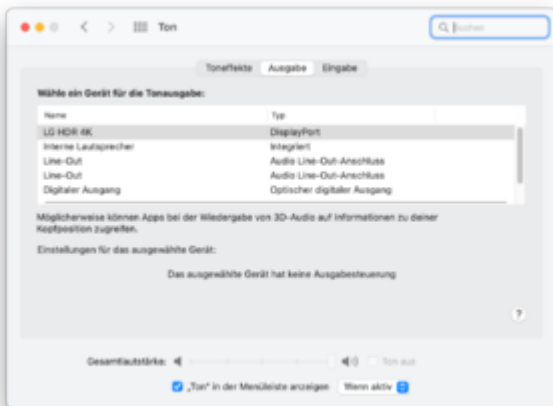 Ton
Suchen
Toneffekte Ausgabe Eingabe
Wähle ein Gerät für die Tonausgabe:
Name Typ
LG HDR 4K DisplayPort
Interne Lautsprecher Integriert
Line-Out Audio Line-Out-Anschluss
Line-Out Audio Line-Out-Anschluss
Digitaler Ausgang Optischer digitaler Ausgang
Möglicherweise können Apps bei der Wiedergabe von 3D-Audio auf Informationen zu deiner
Kopfposition zugreifen.
Einstellungen für das ausgewählte Gerät:
Das ausgewählte Gerät hat keine Ausgabesteuerung
?
Gesamtlautstärke: Ton aus
„Ton“ in der Menüleiste anzeigen Wenn aktiv